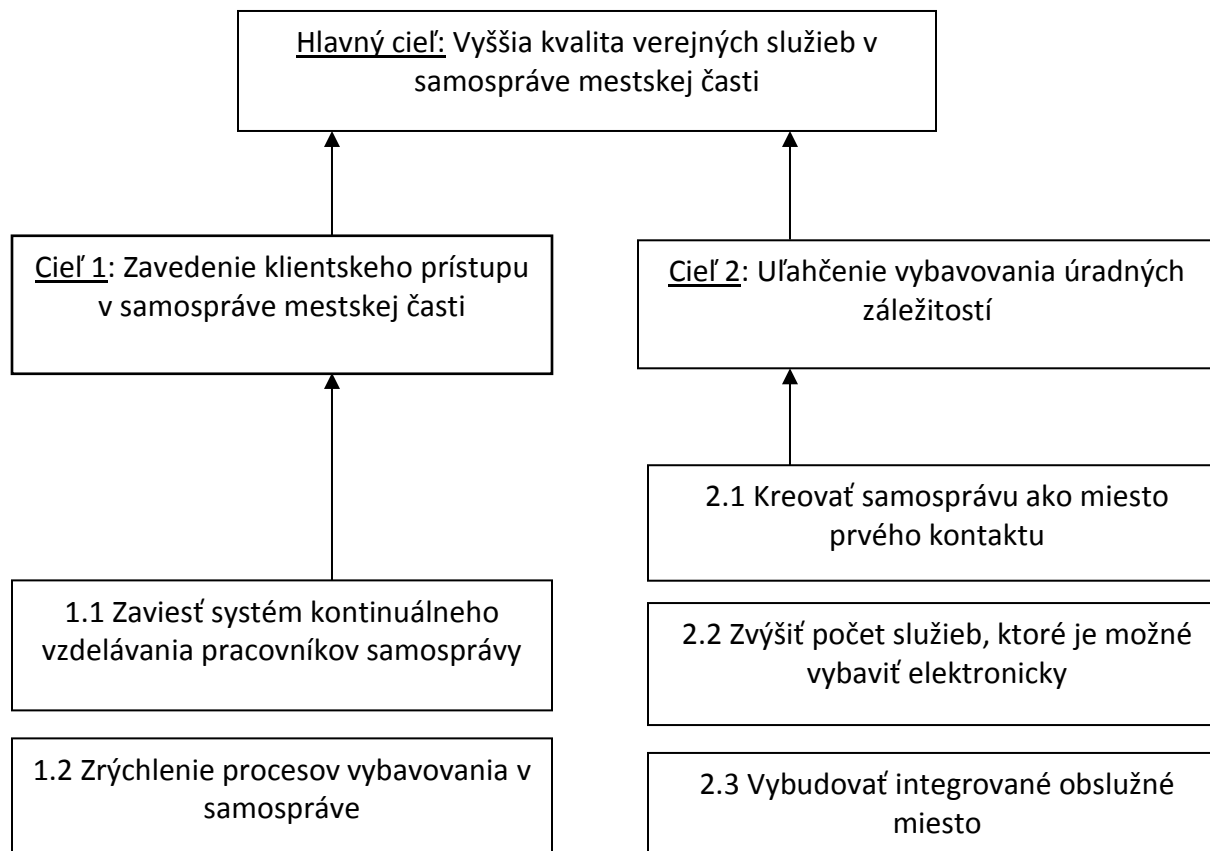 Hlavný cieľ: Vyššia kvalita verejných služieb v
samospráve mestskej časti
Cieľ 1: Zavedenie klientskeho prístupu
v samospráve mestskej časti
Cieľ 2: Uľahčenie vybavovania úradných
záležitostí
1.1 Zaviesť systém kontinuálneho
vzdelávania pracovníkov samosprávy
1.2 Zrýchlenie procesov vybavovania v
samospráve
2.1 Kreovať samosprávu ako miesto
prvého kontaktu
2.2 Zvýšiť počet služieb, ktoré je možné
vybaviť elektronicky
2.3 Vybudovať integrované obslužné
miesto